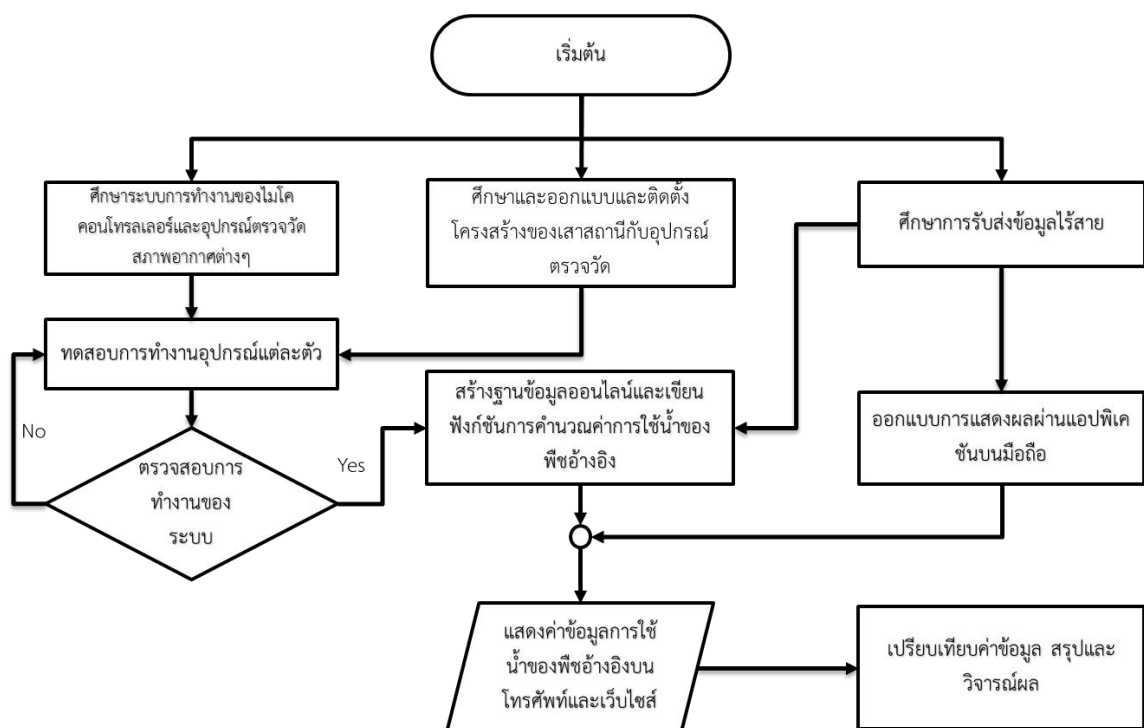 เริ่มต้น
ศึกษาระบบการทำงานของไมโค
คอนโทรลเลอร์และอุปกรณ์ตรวจวัด
สภาพอากาศต่างๆ
ศึกษาและออกแบบและติดตั้ง
โครงสร้างของเสาสถานีกับอุปกรณ์
ตรวจวัด
ศึกษาการรับส่งข้อมูลไร้สาย
ทดสอบการทำงานอุปกรณ์แต่ละตัว
สร้างฐานข้อมูลออนไลน์และเขียน
ฟังก์ชันการคำนวณค่าการใช้น้ำของ
พืชอ้างอิง
ออกแบบการแสดงผลผ่านแอปพิเค
ชันบนมือถือ
No
ตรวจสอบการ
ทำงานของ
ระบบ
Yes
แสดงค่าข้อมูลการใช้
น้ำของพืชอ้างอิงบน
โทรศัพท์และเว็บไซส์
เปรียบเทียบค่าข้อมูล สรุปและ
วิจารณ์ผล